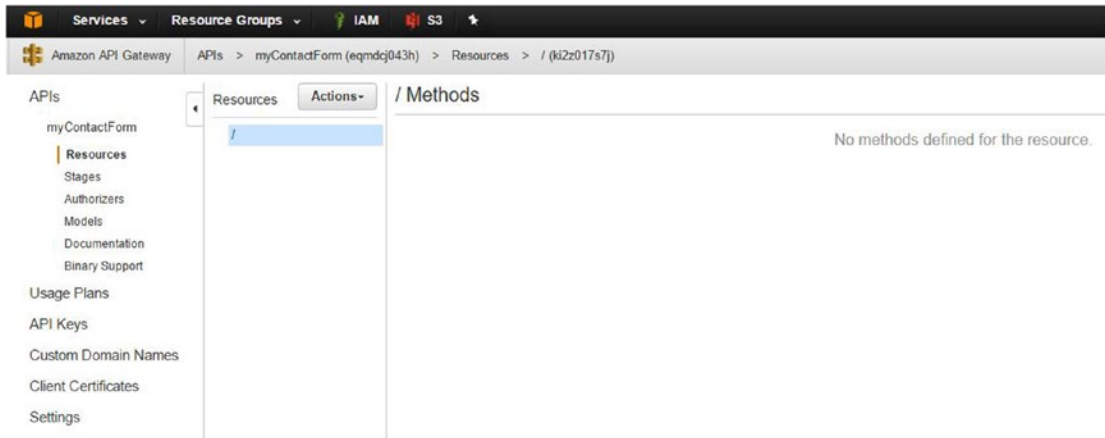 Services Resource Groups IAM S3
Amazon API Gateway APIs > myContactForm (eqmdcj043h) > Resources > / (ki2z017s7j)
APIs
myContactForm
Resources
Stages
Authorizers
Models
Documentation
Binary Support
Usage Plans
API Keys
Custom Domain Names
Client Certificates
Settings
Resources Actions
/
/ Methods
No methods defined for the resource.